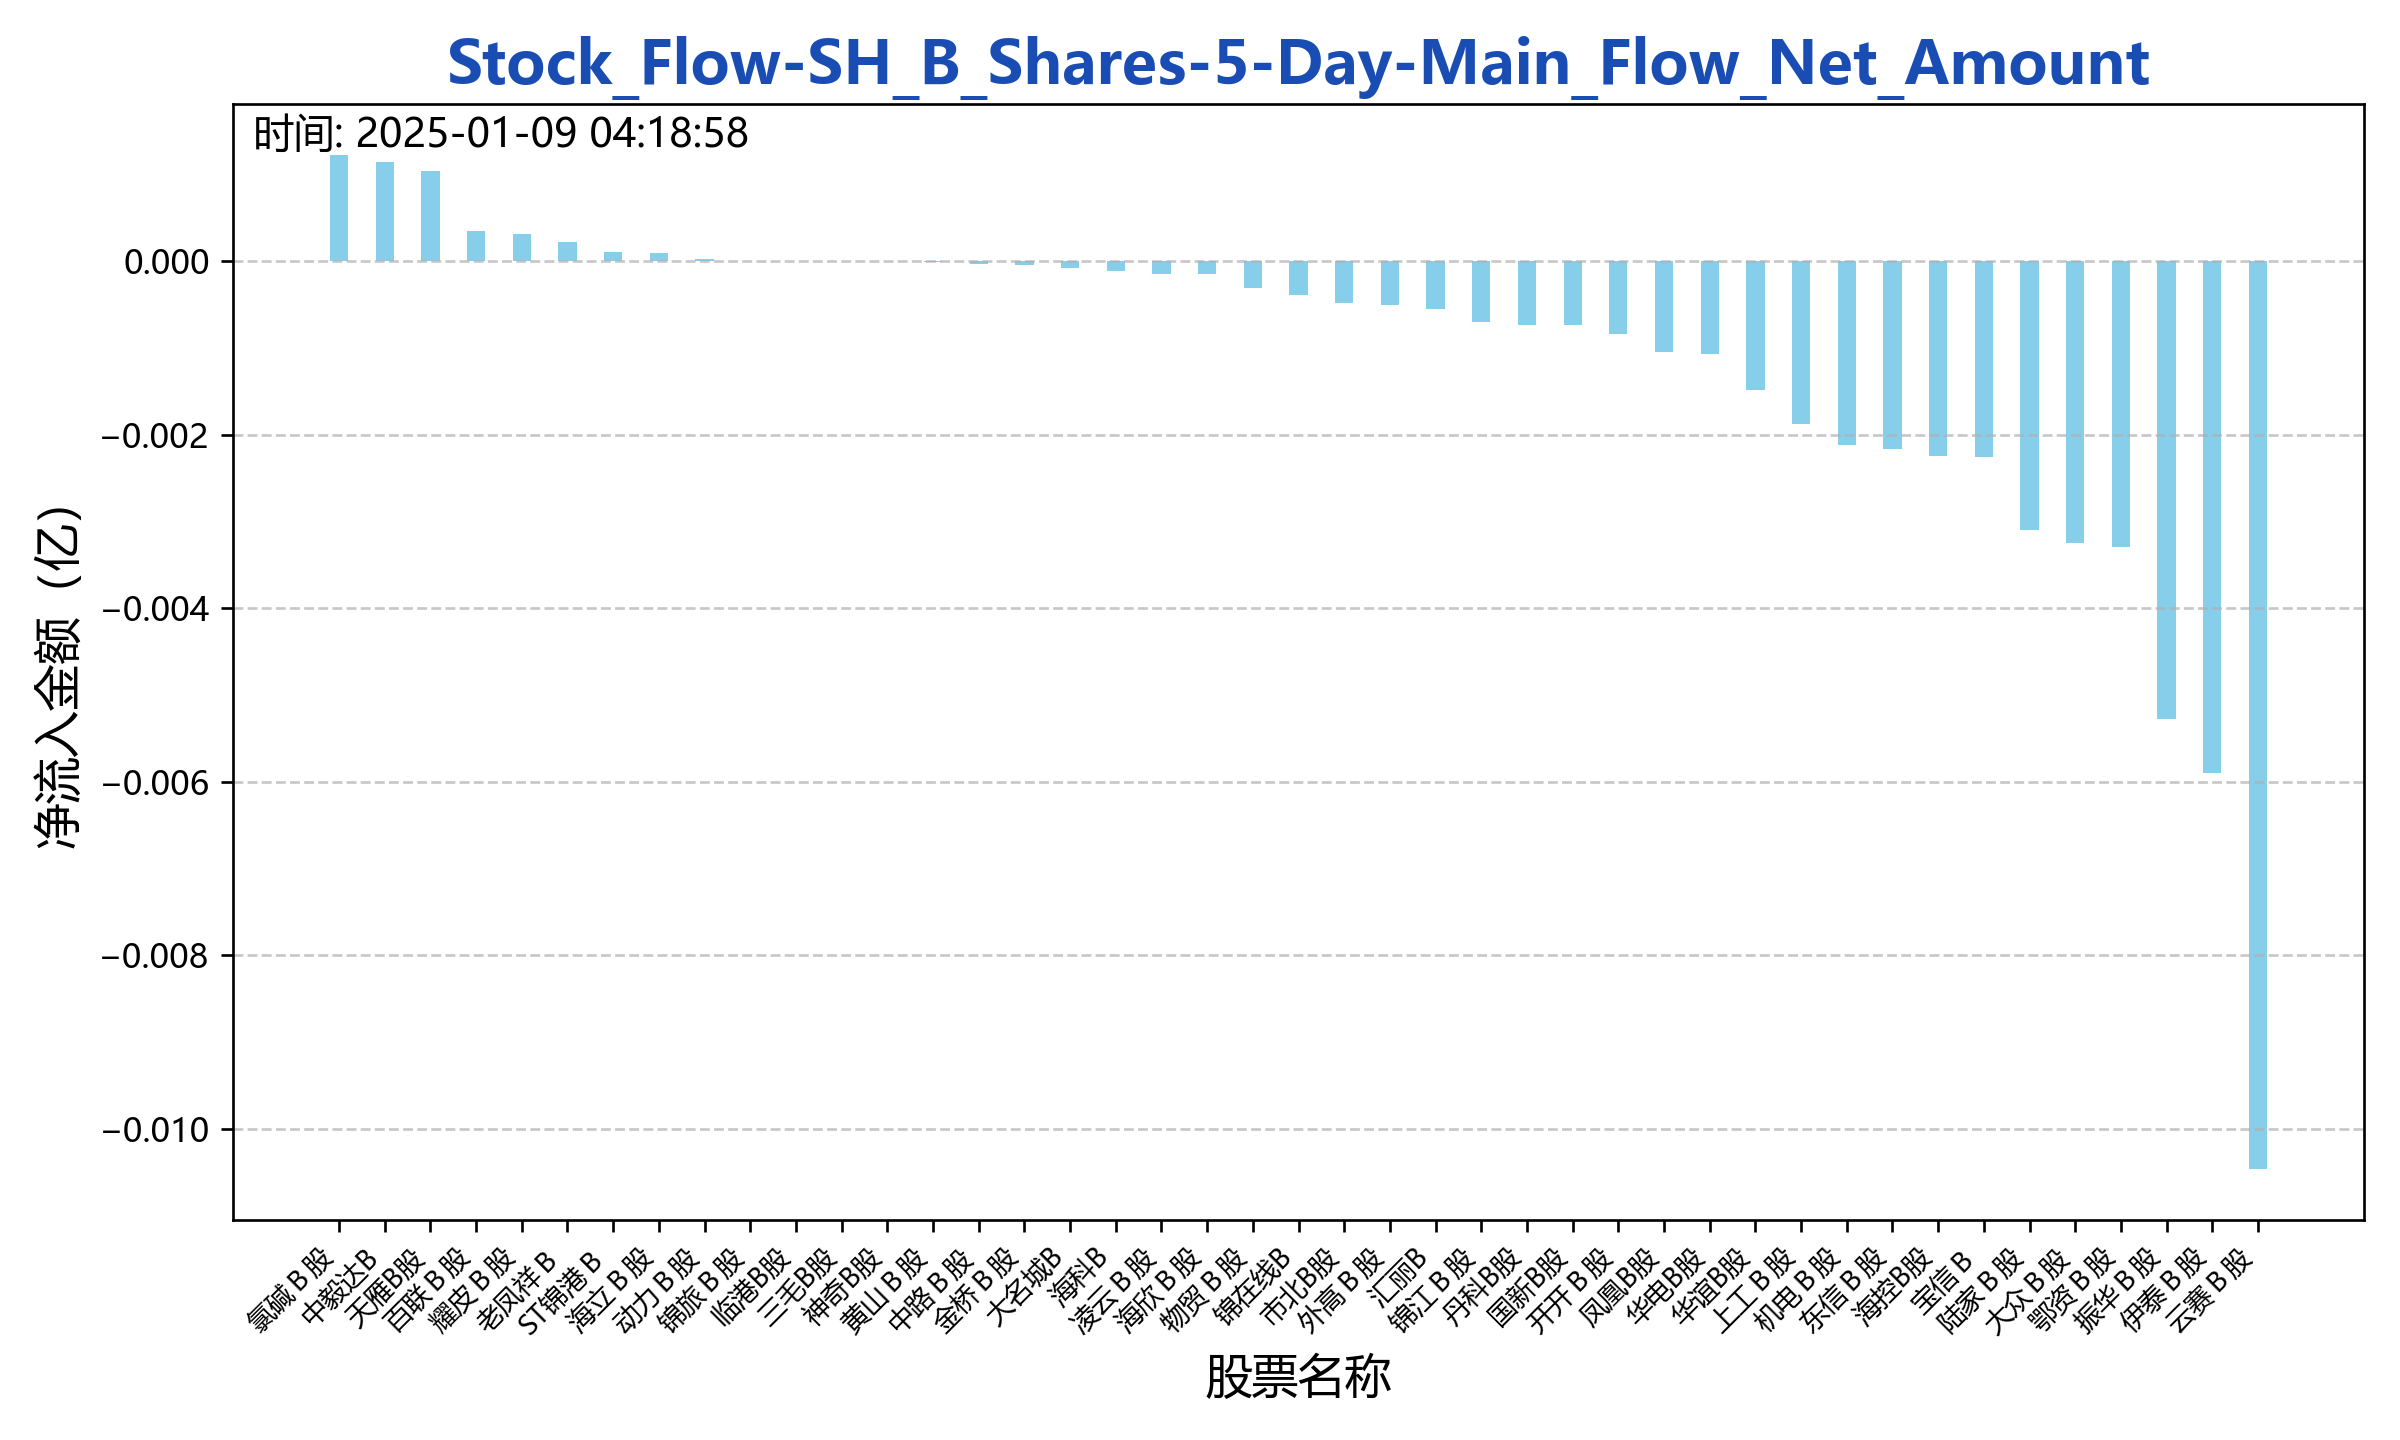 Stock_Flow-SH_B_Shares-5-Day-Main_Flow_Net_Amount
时间: 2025-01-09 04:18:58
净流入金额 (亿)
0.000
−0.002
−0.004
−0.006
−0.008
−0.010
氯碱Ｂ股
中毅达B
天雁B股
百联Ｂ股
耀皮Ｂ股
老凤祥Ｂ
ST锦港Ｂ
海立Ｂ股
动力Ｂ股
锦旅Ｂ股
临港B股
三毛B股
神奇B股
黄山Ｂ股
中路Ｂ股
金桥Ｂ股
大名城B
海科B
凌云Ｂ股
海欣Ｂ股
物贸Ｂ股
锦在线B
市北B股
外高Ｂ股
汇丽B
锦江Ｂ股
丹科B股
国新B股
开开Ｂ股
凤凰B股
华电B股
华谊B股
上工Ｂ股
机电Ｂ股
东信Ｂ股
海控B股
宝信Ｂ
陆家Ｂ股
大众Ｂ股
鄂资Ｂ股
振华Ｂ股
伊泰Ｂ股
云赛Ｂ股
股票名称